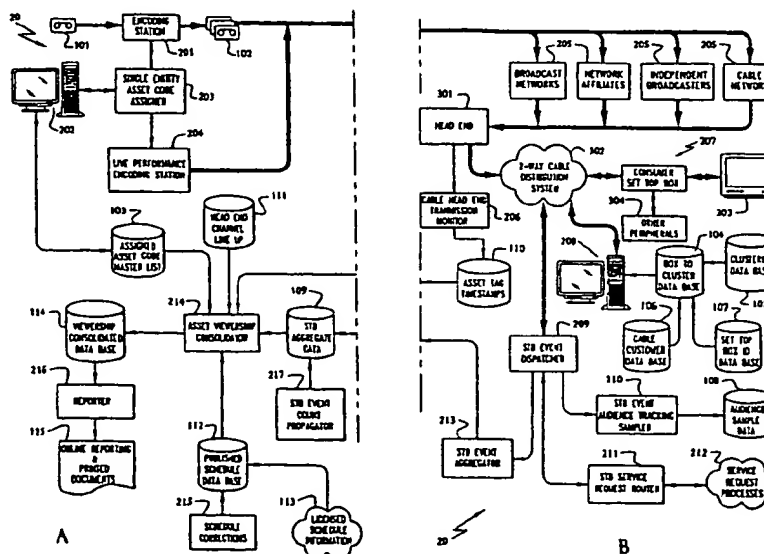 20
101
ENCODING
STATION
201
102
SINGLE ENTITY
ASSET CODE
ASSIGNED
203
202
204
LIVE PERFORMANCE
ENCODING STATION
103
ASSIGNED
ASSET CODE
MASTER LIST
111
HEAD END
CHANNEL
LINE UP
114
VIEWERSHIP
CONSOLIDATED
DATA BASE
214
ASSET VIEWERSHIP
CONSOLIDATOR
109
STB
AGGREGATE
DATA
216
REPORTER
217
STB EVENT
COUNT
PROPAGATOR
115
ONLINE REPORTING
&
PRINTED
DOCUMENTS
112
PUBLISHED
SCHEDULE
DATA BASE
215
SCHEDULE
CORRECTIONS
113
LICENSED
SCHEDULE
INFORMATION
A
20
205
205
205
205
BROADCAST
NETWORKS
NETWORK
AFFILIATES
INDEPENDENT
BROADCASTERS
CABLE
NETWORK
301
HEAD END
302
2-WAY CABLE
DISTRIBUTION
SYSTEM
207
CONSUMER
SET TOP BOX
303
304
OTHER
PERIPHERALS
CABLE HEAD END
TRANSMISSION
MONITOR
206
110
ASSET TAG
TIMESTAMPS
208
104
BOX TO
CLUSTER DATA
BASE
CLUSTERS
DATA BASE
106
CABLE
CUSTOMER
DATA BASE
107
SET TOP
BOX ID DATA
BASE
209
STB EVENT
DISPATCHER
210
STB EVENT
AUDIENCE TRACKING
SAMPLER
108
AUDIENCE
SAMPLE
DATA
213
STB EVENT
AGGREGATOR
211
STB SERVICE
REQUEST ROUTER
212
SERVICE
REQUEST
PROCESSES
20
B